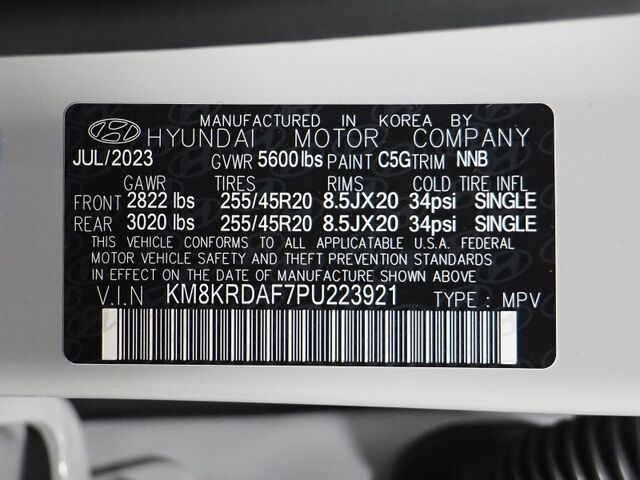 MANUFACTURED IN KOREA BY
HYUNDAI MOTOR COMPANY
JUL/2023 GVWR 5600 lbs PAINT C5G TRIM NNB
GAWR TIRES RIMS COLD TIRE INFL
FRONT 2822 lbs 255/45R20 8.5JX20 34psi SINGLE
REAR 3020 lbs 255/45R20 8.5JX20 34psi SINGLE
THIS VEHICLE CONFORMS TO ALL APPLICABLE U.S.A. FEDERAL
MOTOR VEHICLE SAFETY AND THEFT PREVENTION STANDARDS
IN EFFECT ON THE DATE OF MANUFACTURE SHOWN ABOVE.
V.I.N KM8KRDAF7PU223921 TYPE : MPV